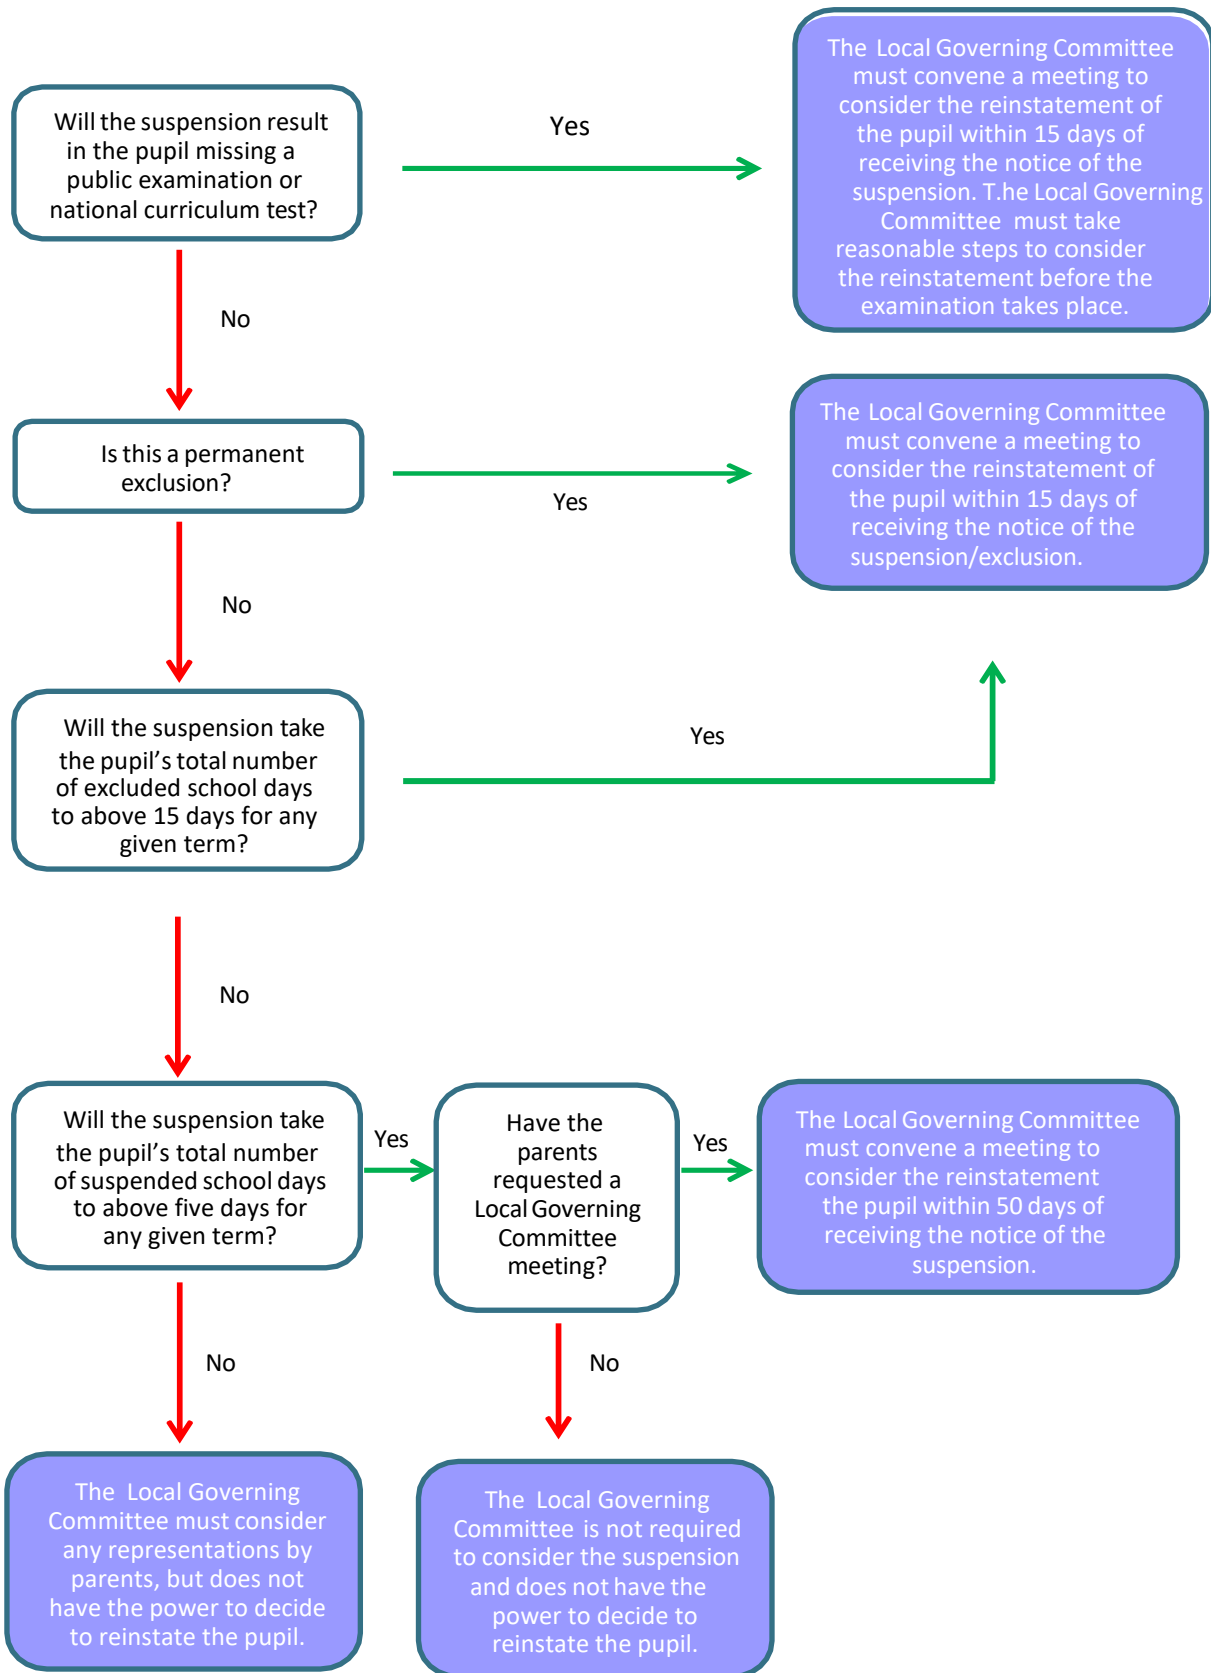 The Local Governing Committee
must convene a meeting to
consider the reinstatement of
the pupil within 15 days of
receiving the notice of the
suspension. T.he Local Governing
Committee must take
reasonable steps to consider
the reinstatement before the
examination takes place.
Will the suspension result
in the pupil missing a
public examination or
national curriculum test?
Yes
No
Is this a permanent
exclusion?
Yes
The Local Governing Committee
must convene a meeting to
consider the reinstatement of
the pupil within 15 days of
receiving the notice of the
suspension/exclusion.
No
Will the suspension take
the pupil’s total number
of excluded school days
to above 15 days for any
given term?
Yes
No
Will the suspension take
the pupil’s total number
of suspended school days
to above five days for
any given term?
Yes
Have the
parents
requested a
Local Governing
Committee
meeting?
Yes
The Local Governing Committee
must convene a meeting to
consider the reinstatement
the pupil within 50 days of
receiving the notice of the
suspension.
No
No
The Local Governing
Committee must consider
any representations by
parents, but does not
have the power to decide
to reinstate the pupil.
The Local Governing
Committee is not required
to consider the suspension
and does not have the
power to decide to
reinstate the pupil.